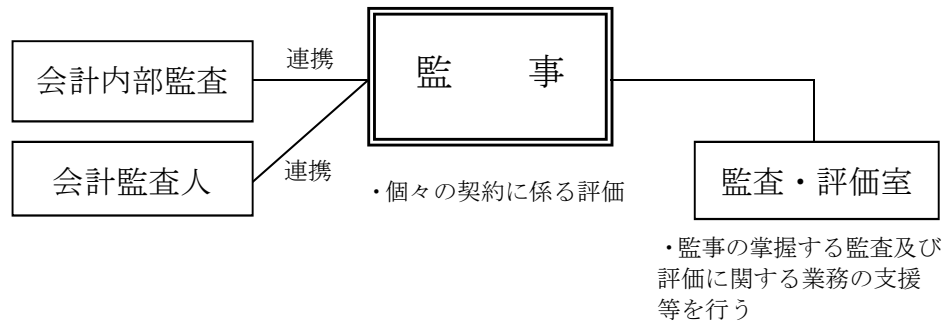 会計内部監査
連携
監　　事
会計監査人
連携
・個々の契約に係る評価
監査・評価室
・監事の掌握する監査及び
評価に関する業務の支援
等を行う